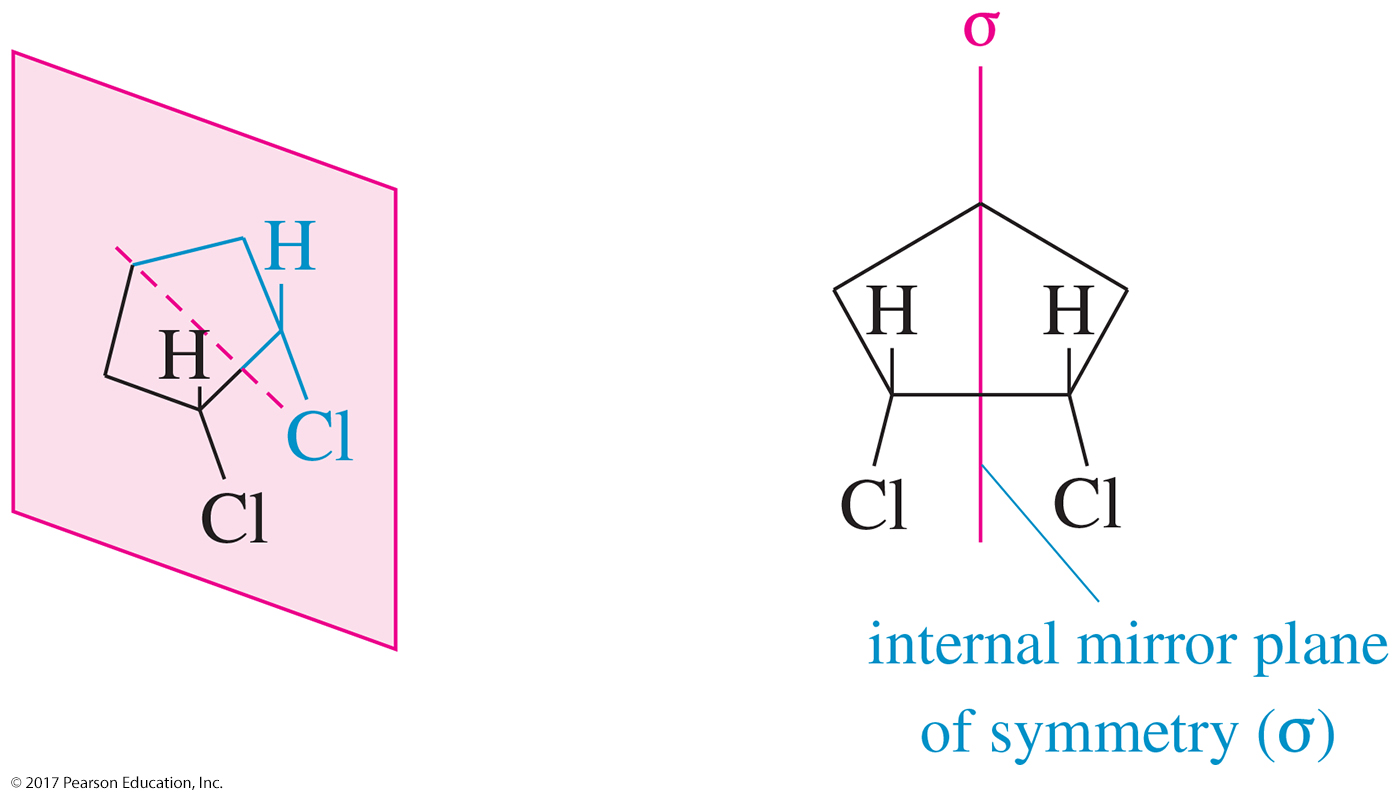 σ
H
H
Cl
Cl
H H
Cl Cl
internal mirror plane
of symmetry (σ)
© 2017 Pearson Education, Inc.